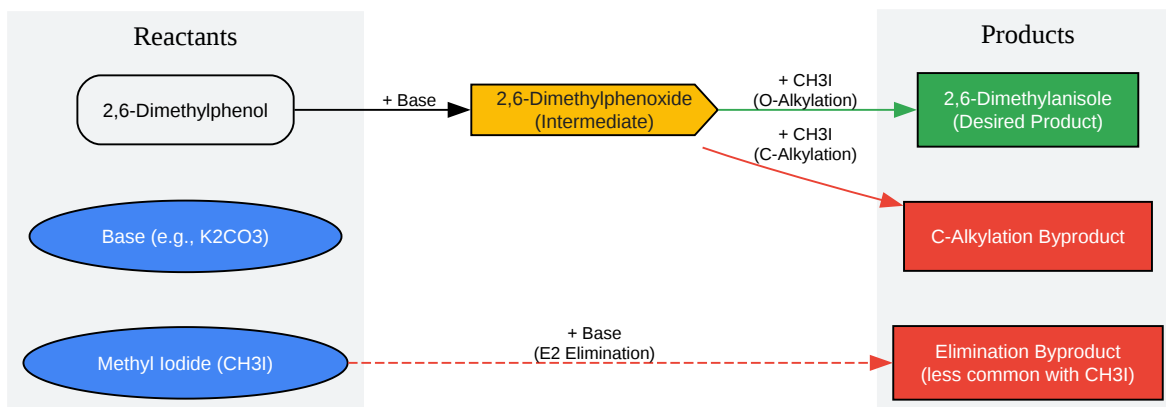 Reactants
Products
2,6-Dimethylphenol
+ Base
2,6-Dimethylphenoxide
(Intermediate)
+ CH3I
(O-Alkylation)
2,6-Dimethylanisole
(Desired Product)
+ CH3I
(C-Alkylation)
Base (e.g., K2CO3)
C-Alkylation Byproduct
Methyl Iodide (CH3I)
+ Base
(E2 Elimination)
Elimination Byproduct
(less common with CH3I)